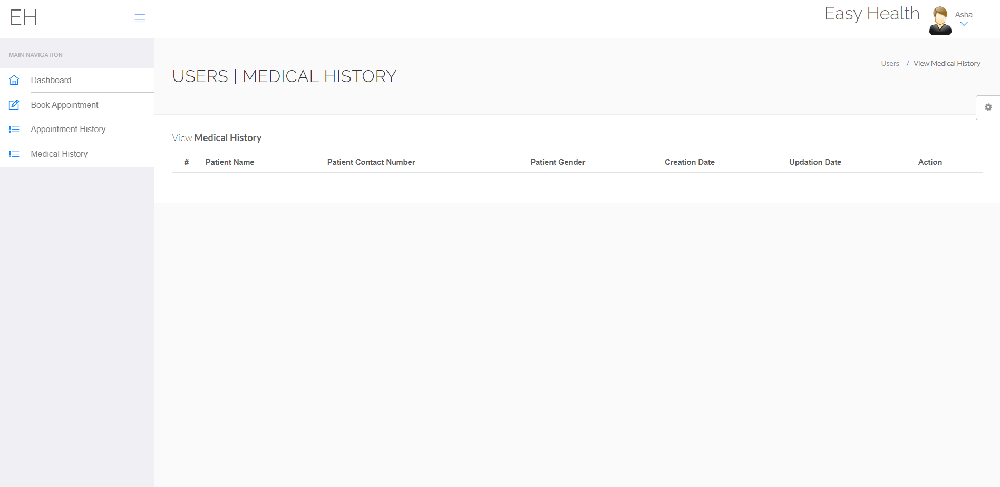 EH
Easy Health
Asha
MAIN NAVIGATION
Dashboard
Book Appointment
Appointment History
Medical History
USERS | MEDICAL HISTORY
Users / View Medical History
View Medical History
# Patient Name Patient Contact Number Patient Gender Creation Date Updation Date Action